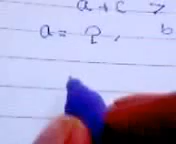 a + c >
a = 2 , b